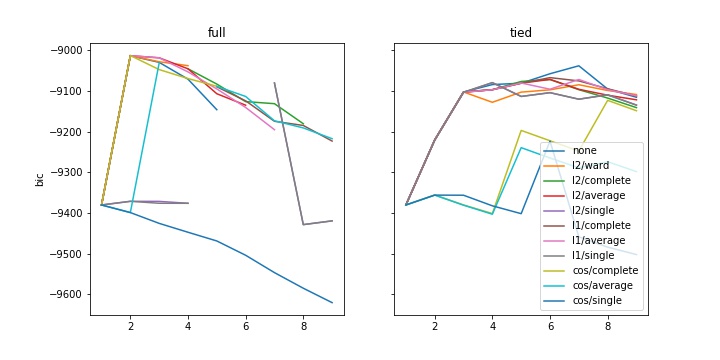 full
tied
−9000
−9100
−9200
−9300
−9400
−9500
−9600
bic
2
4
6
8
2
4
6
8
none
l2/ward
l2/complete
l2/average
l2/single
l1/complete
l1/average
l1/single
cos/complete
cos/average
cos/single